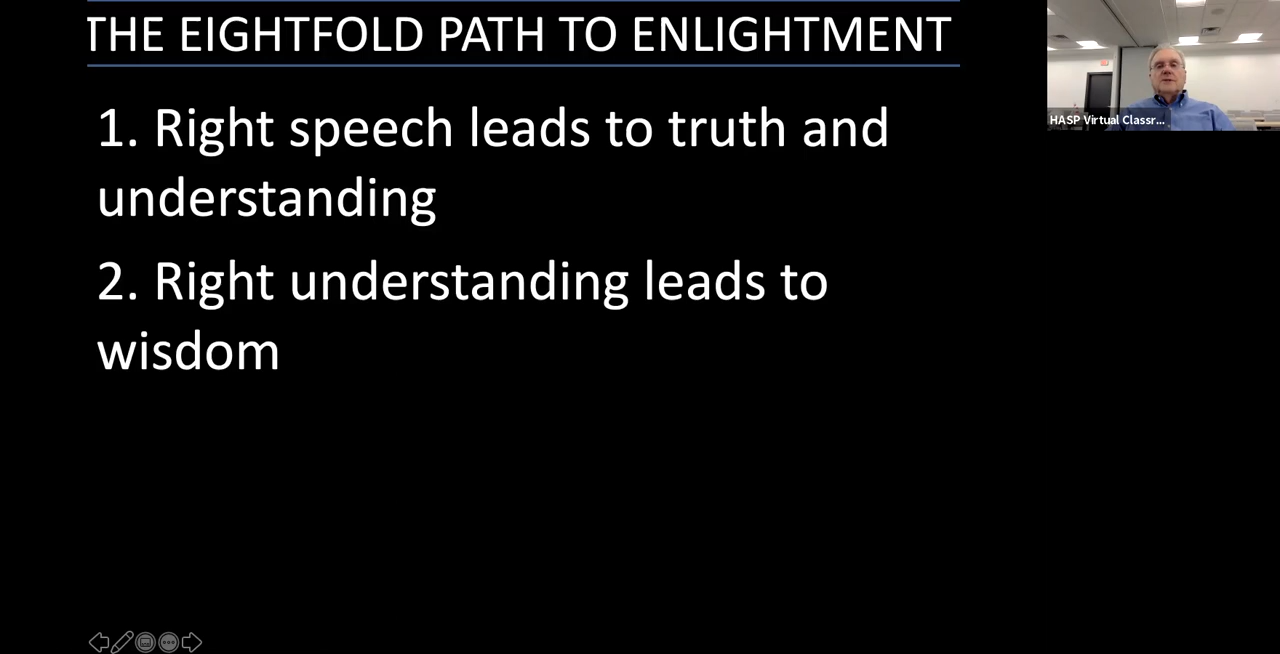 THE EIGHTFOLD PATH TO ENLIGHTMENT
1. Right speech leads to truth and
understanding
2. Right understanding leads to
wisdom
HASP Virtual Classr...